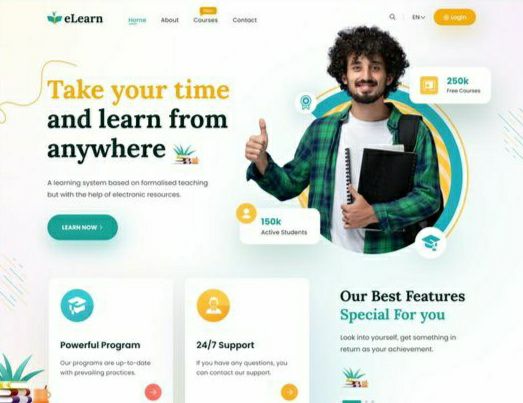 eLearn
Home
About
Courses
Contact
EN
Login
Take your time
and learn from
anywhere
A learning system based on formalised teaching
but with the help of electronic resources.
LEARN NOW
250k
Free Courses
150k
Active Students
Powerful Program
Our programs are up-to-date
with prevailing practices.
24/7 Support
If you have any questions, you
can contact our support.
Our Best Features
Special For you
Look into yourself, get something in
return as your achievement.